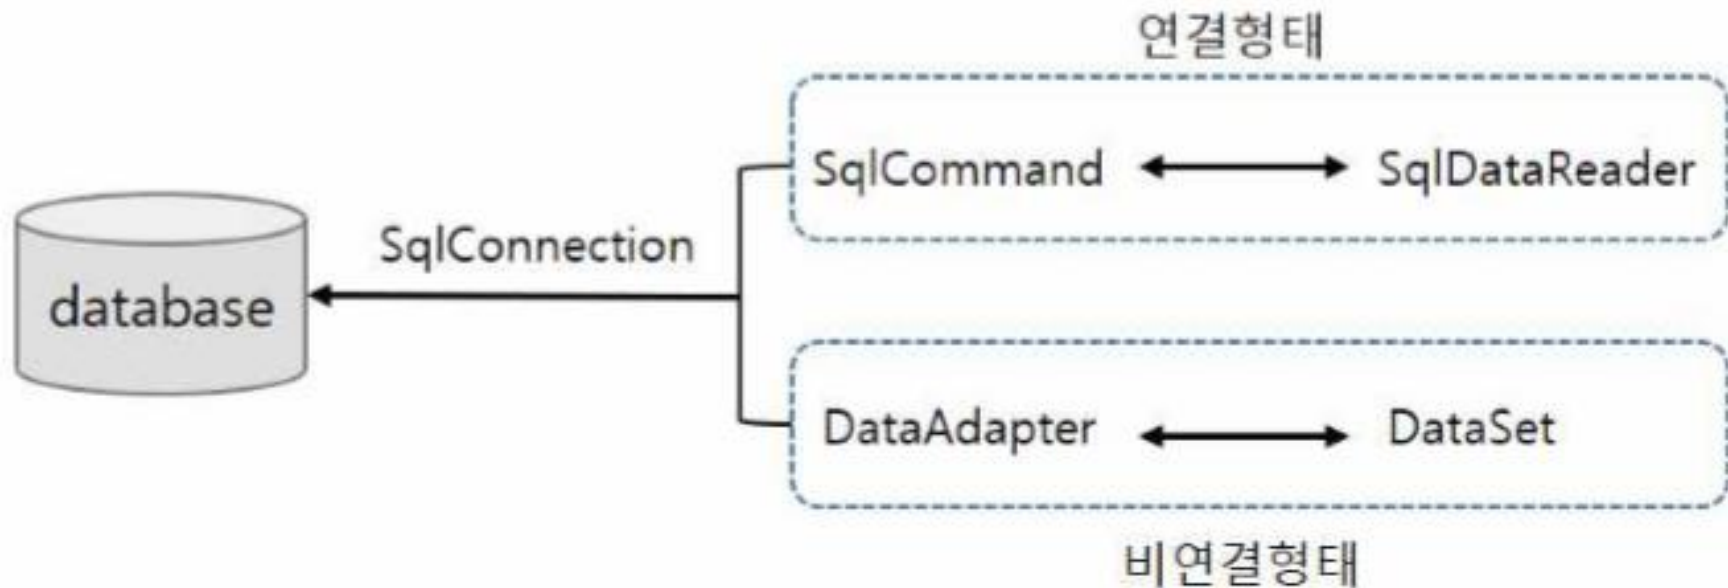 연결형태
SqlCommand
SqlDataReader
SqlConnection
database
DataAdapter
DataSet
비연결형태